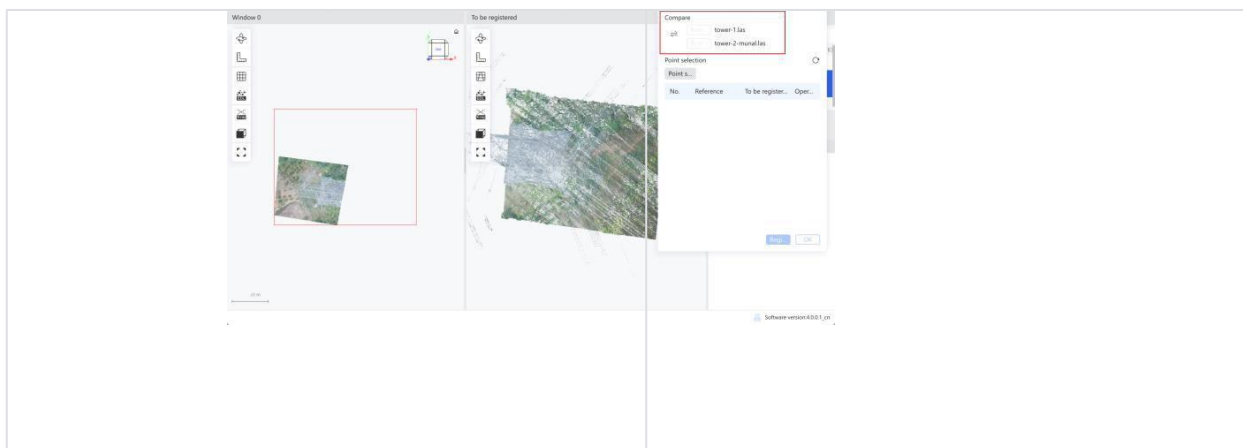 Window 0
To be registered
Compare
tower-1.las
tower-2-munal.las
Point selection
Point s...
No. Reference To be register... Oper...
Regi...
OK
Software version:4.0.0.1_cn